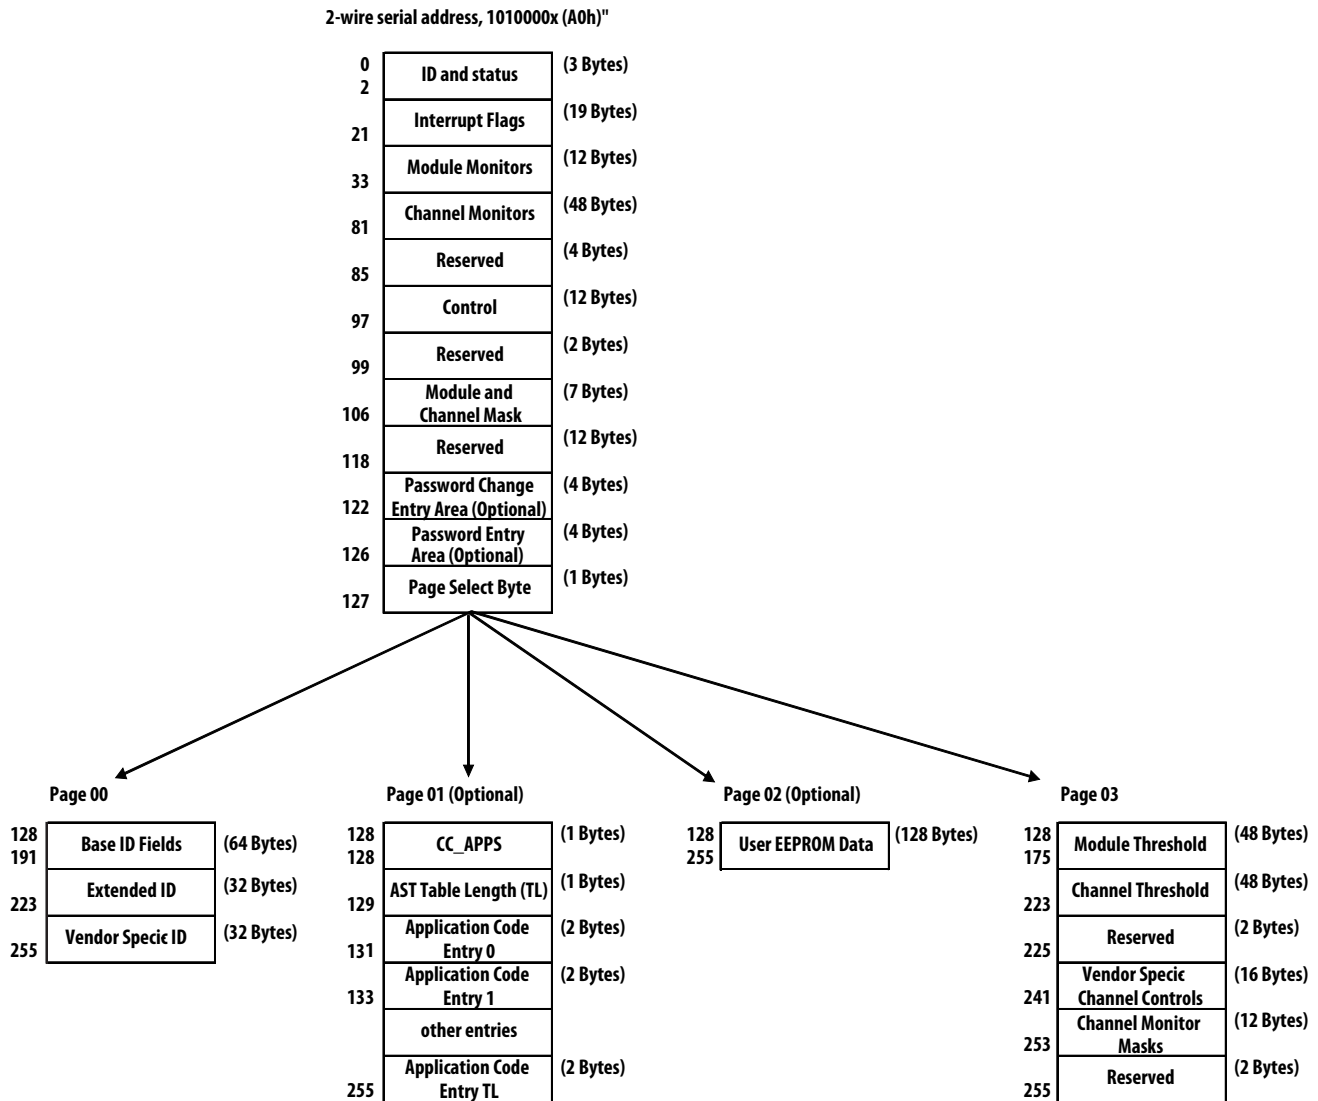 2-wire serial address, 1010000x (A0h)"
0
2
ID and status
(3 Bytes)
21
Interrupt Flags
(19 Bytes)
33
Module Monitors
(12 Bytes)
81
Channel Monitors
(48 Bytes)
85
Reserved
(4 Bytes)
97
Control
(12 Bytes)
99
Reserved
(2 Bytes)
106
Module and
Channel Mask
(7 Bytes)
118
Reserved
(12 Bytes)
122
Password Change
Entry Area (Optional)
(4 Bytes)
126
Password Entry
Area (Optional)
(4 Bytes)
127
Page Select Byte
(1 Bytes)
Page 00
128
191
Base ID Fields
(64 Bytes)
223
Extended ID
(32 Bytes)
255
Vendor Specic ID
(32 Bytes)
Page 01 (Optional)
128
128
CC_APPS
(1 Bytes)
129
AST Table Length (TL)
(1 Bytes)
131
Application Code
Entry 0
(2 Bytes)
133
Application Code
Entry 1
(2 Bytes)
other entries
255
Application Code
Entry TL
(2 Bytes)
Page 02 (Optional)
128
255
User EEPROM Data
(128 Bytes)
Page 03
128
175
Module Threshold
(48 Bytes)
223
Channel Threshold
(48 Bytes)
225
Reserved
(2 Bytes)
241
Vendor Specic
Channel Controls
(16 Bytes)
253
Channel Monitor
Masks
(12 Bytes)
255
Reserved
(2 Bytes)